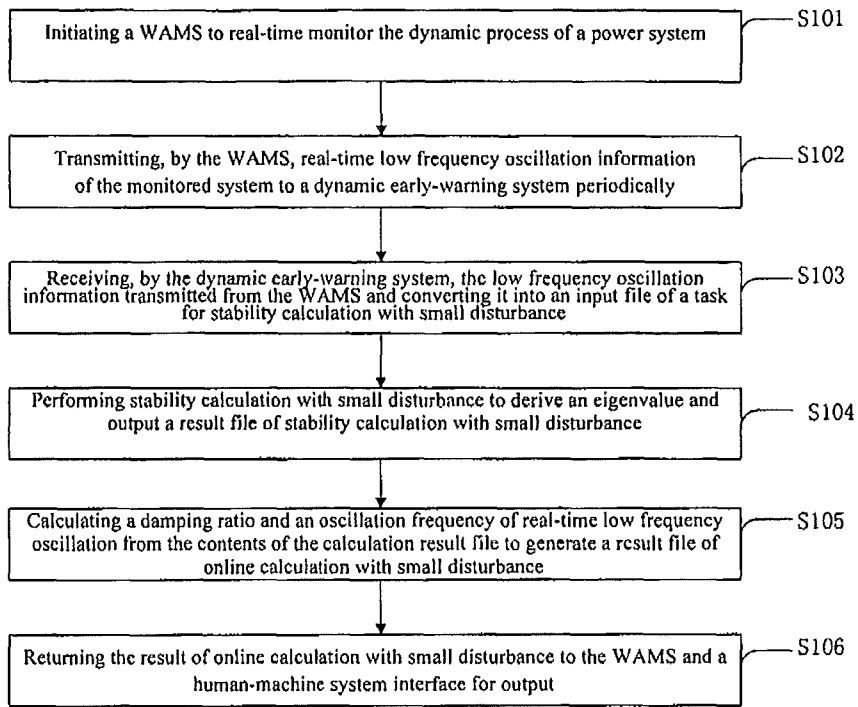 Initiating a WAMS to real-time monitor the dynamic process of a power system
S101
Transmitting, by the WAMS, real-time low frequency oscillation information
of the monitored system to a dynamic early-warning system periodically
S102
Receiving, by the dynamic early-warning system, the low frequency oscillation
information transmitted from the WAMS and converting it into an input file of a task
for stability calculation with small disturbance
S103
Performing stability calculation with small disturbance to derive an eigenvalue and
output a result file of stability calculation with small disturbance
S104
Calculating a damping ratio and an oscillation frequency of real-time low frequency
oscillation from the contents of the calculation result file to generate a result file of
online calculation with small disturbance
S105
Returning the result of online calculation with small disturbance to the WAMS and a
human-machine system interface for output
S106